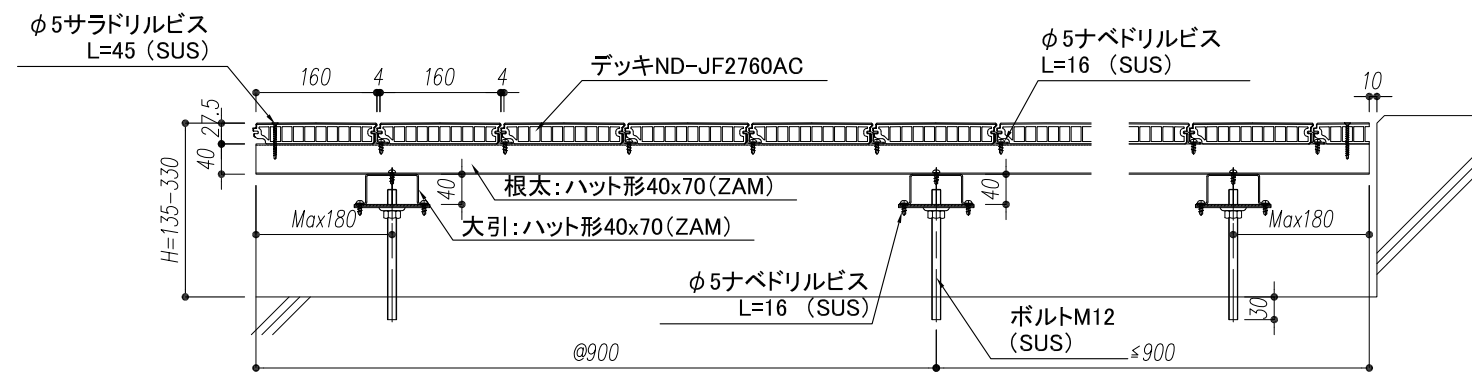 φ5サラドリルビス
L=45 (SUS)
160
4
160
4
デッキND-JF2760AC
φ5ナベドリルビス
L=16 (SUS)
10
27.5
40
H=135-330
根太:ハット形40x70(ZAM)
40
40
大引:ハット形40x70(ZAM)
Max180
Max180
φ5ナベドリルビス
L=16 (SUS)
ボルトM12
(SUS)
30
@900
≦900